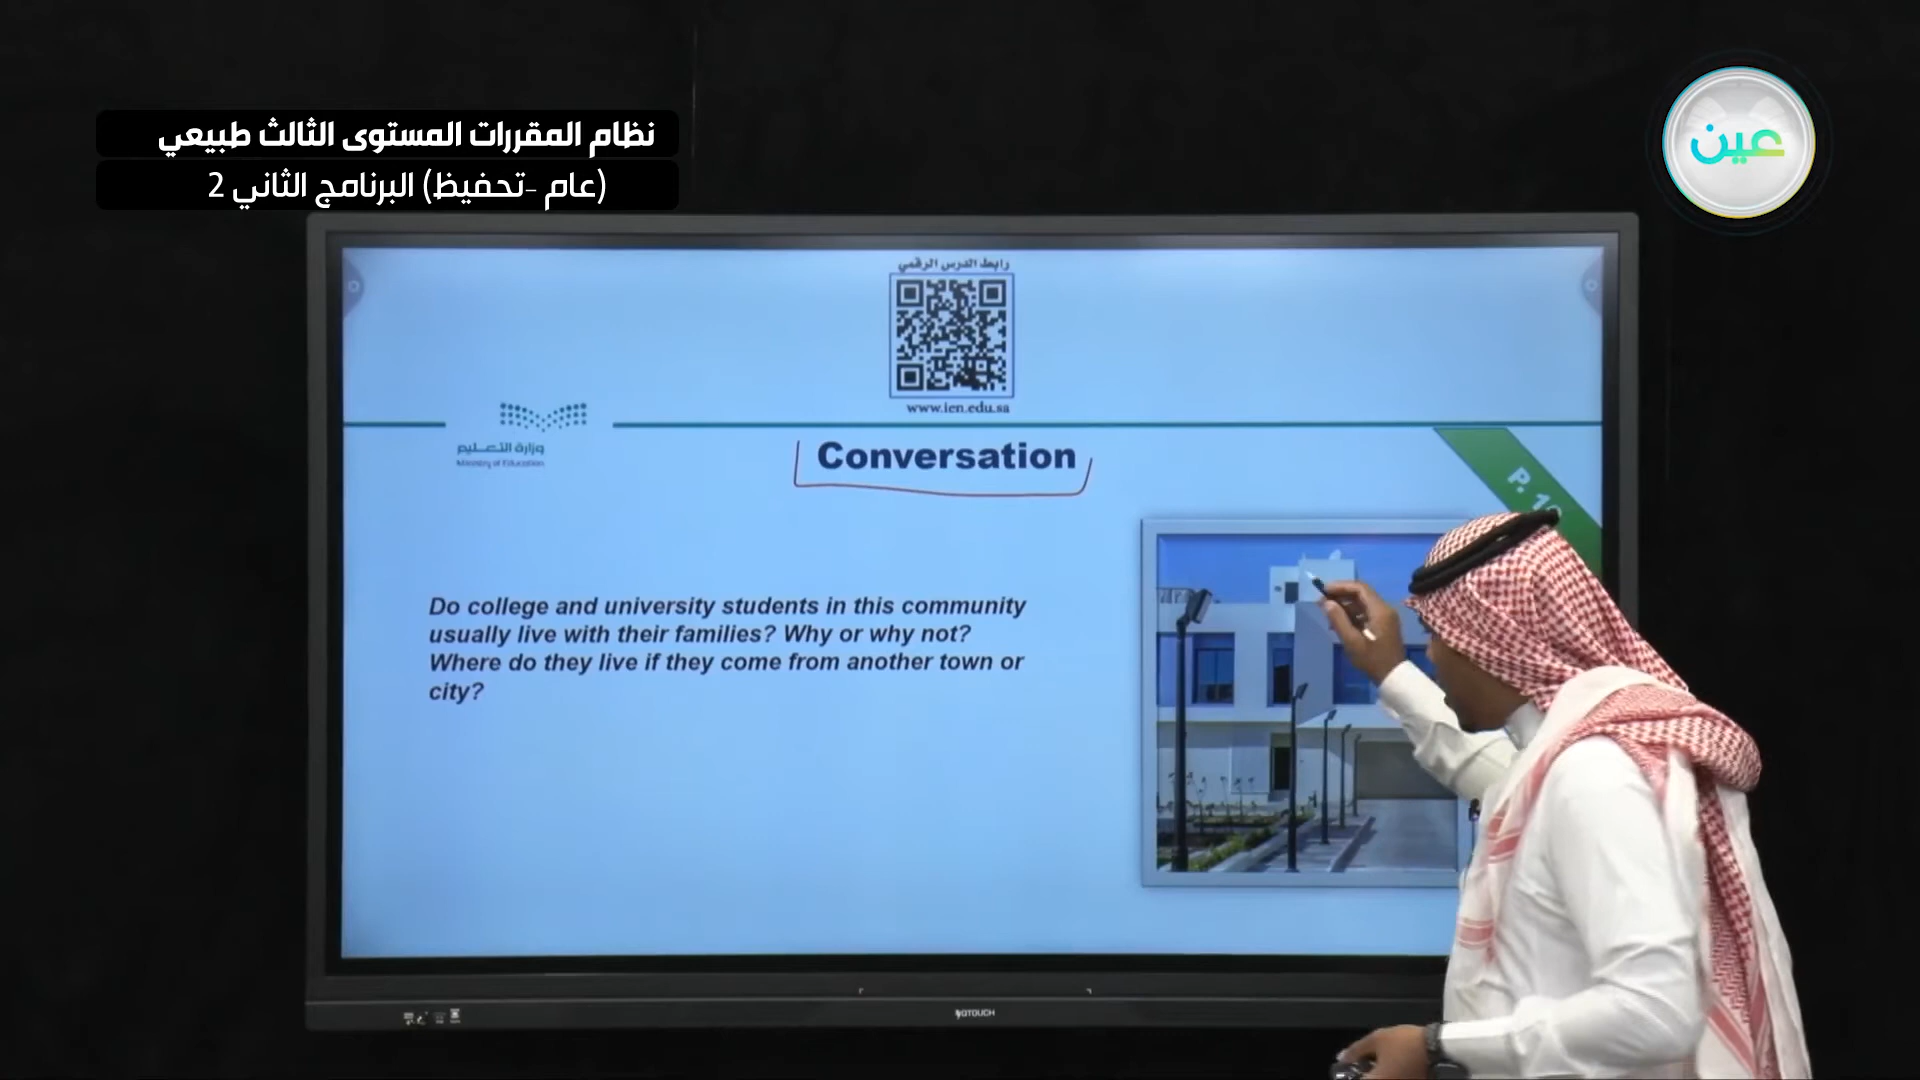 نظام المقررات المستوى الثالث طبيعي
(عام -تحفيظ) البرنامج الثاني 2
عين
رابط الدرس الرقمي
www.ien.edu.sa
وزارة التعليم
Ministry of Education
Conversation
P.
Do college and university students in this community
usually live with their families? Why or why not?
Where do they live if they come from another town or
city?